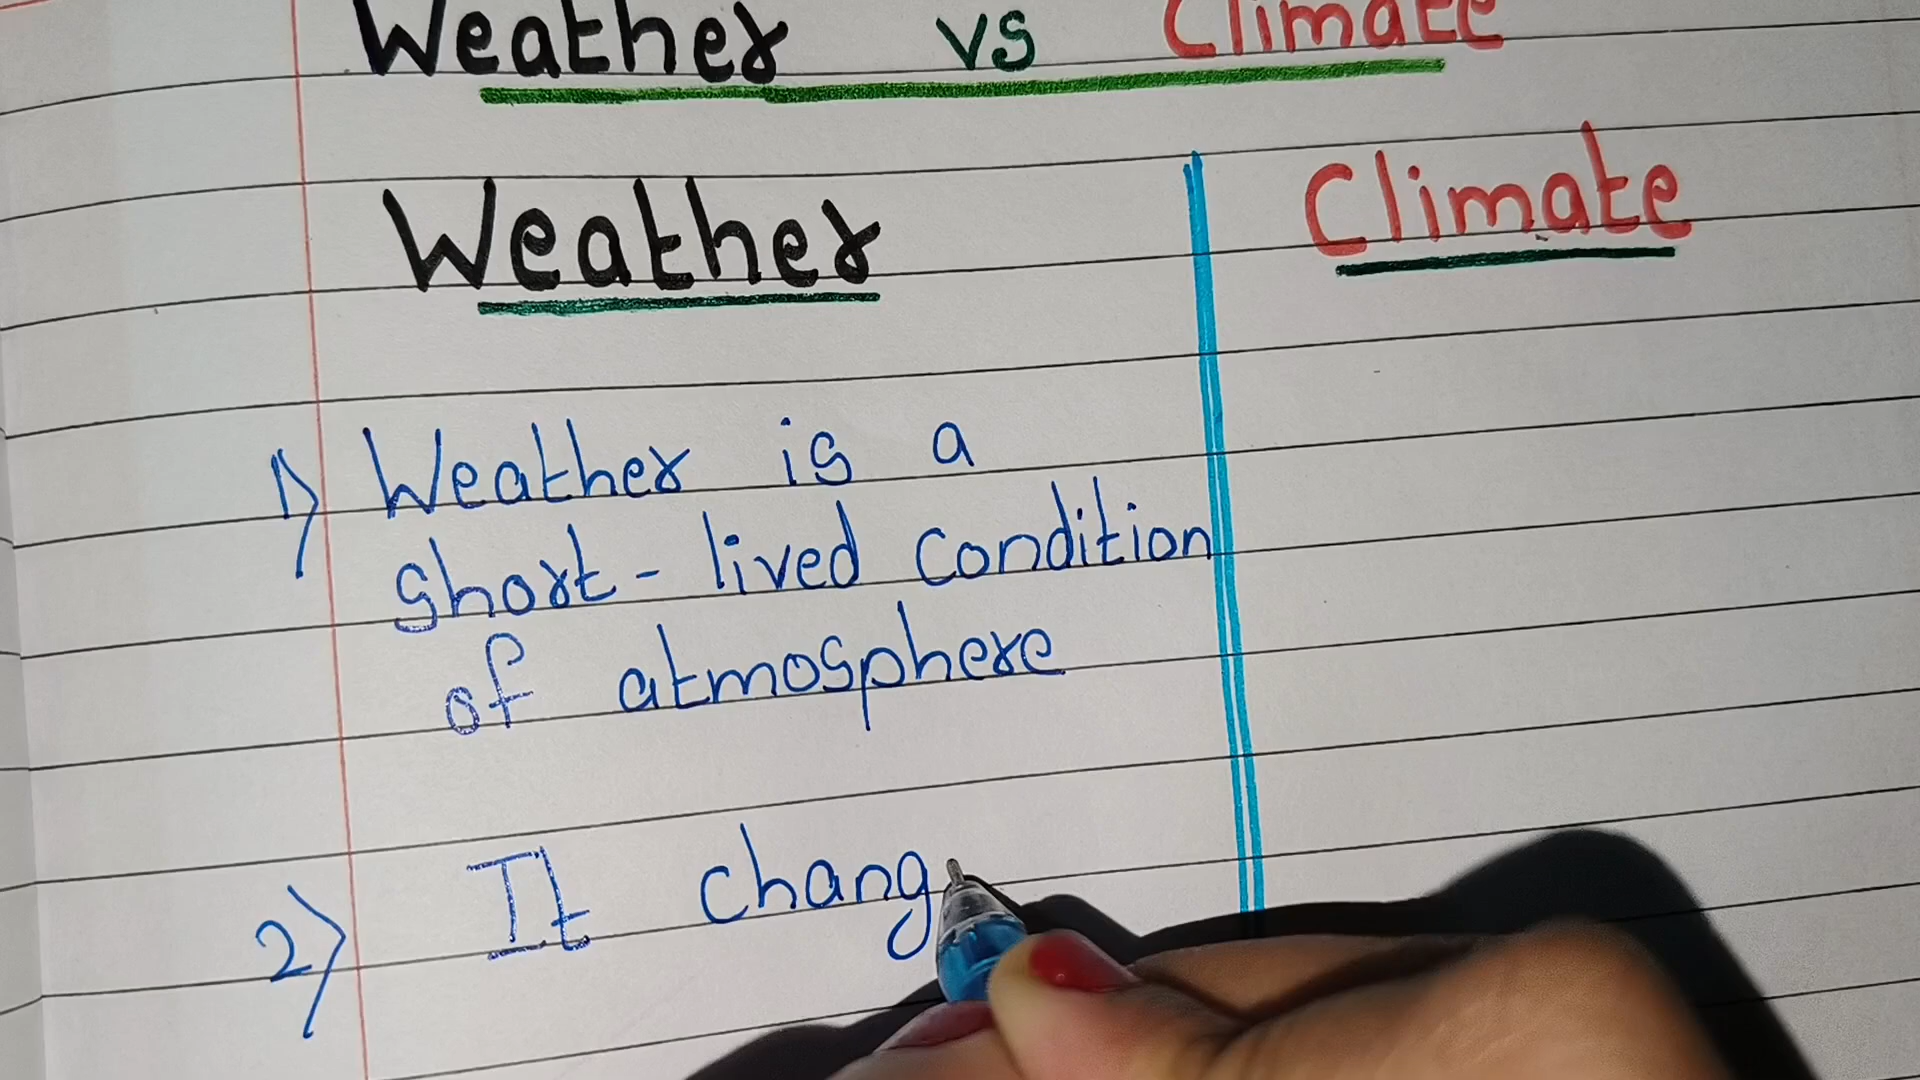 Weather vs Climate
Weather
Climate
1) Weather is a
short-lived condition
of atmosphere
2) It chang